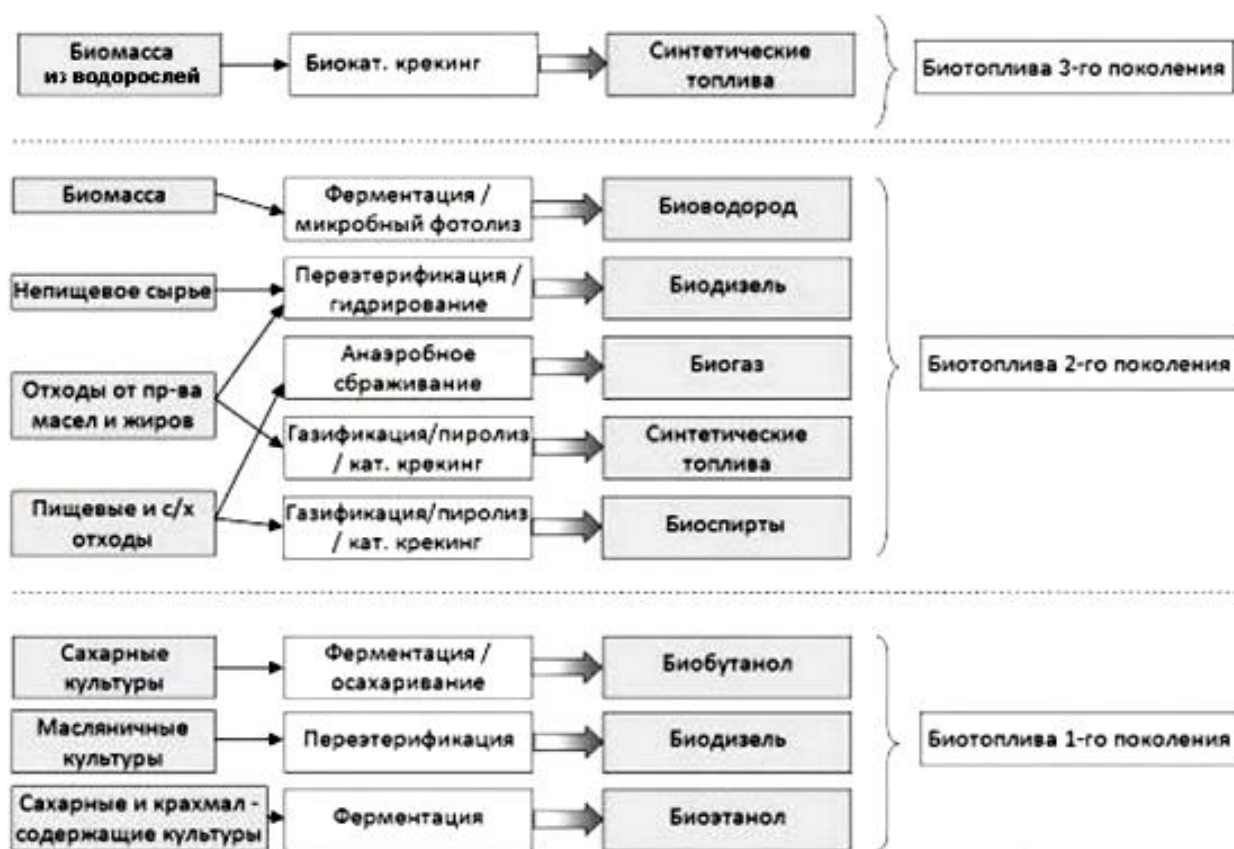 Биомасса
из водорослей
Биокат. крекинг
Синтетические
топлива
Биотоплива 3-го поколения
Биомасса
Ферментация /
микробный фотолиз
Биоводород
Непищевое сырье
Переэтерификация /
гидрирование
Биодизель
Отходы от пр-ва
масел и жиров
Анаэробное
сбраживание
Биогаз
Газификация/пиролиз
/ кат. крекинг
Синтетические
топлива
Пищевые и с/х
отходы
Газификация/пиролиз
/ кат. крекинг
Биоспирты
Биотоплива 2-го поколения
Сахарные
культуры
Ферментация /
осахаривание
Биобутанол
Масляничные
культуры
Переэтерификация
Биодизель
Сахарные и крахмал -
содержащие культуры
Ферментация
Биоэтанол
Биотоплива 1-го поколения